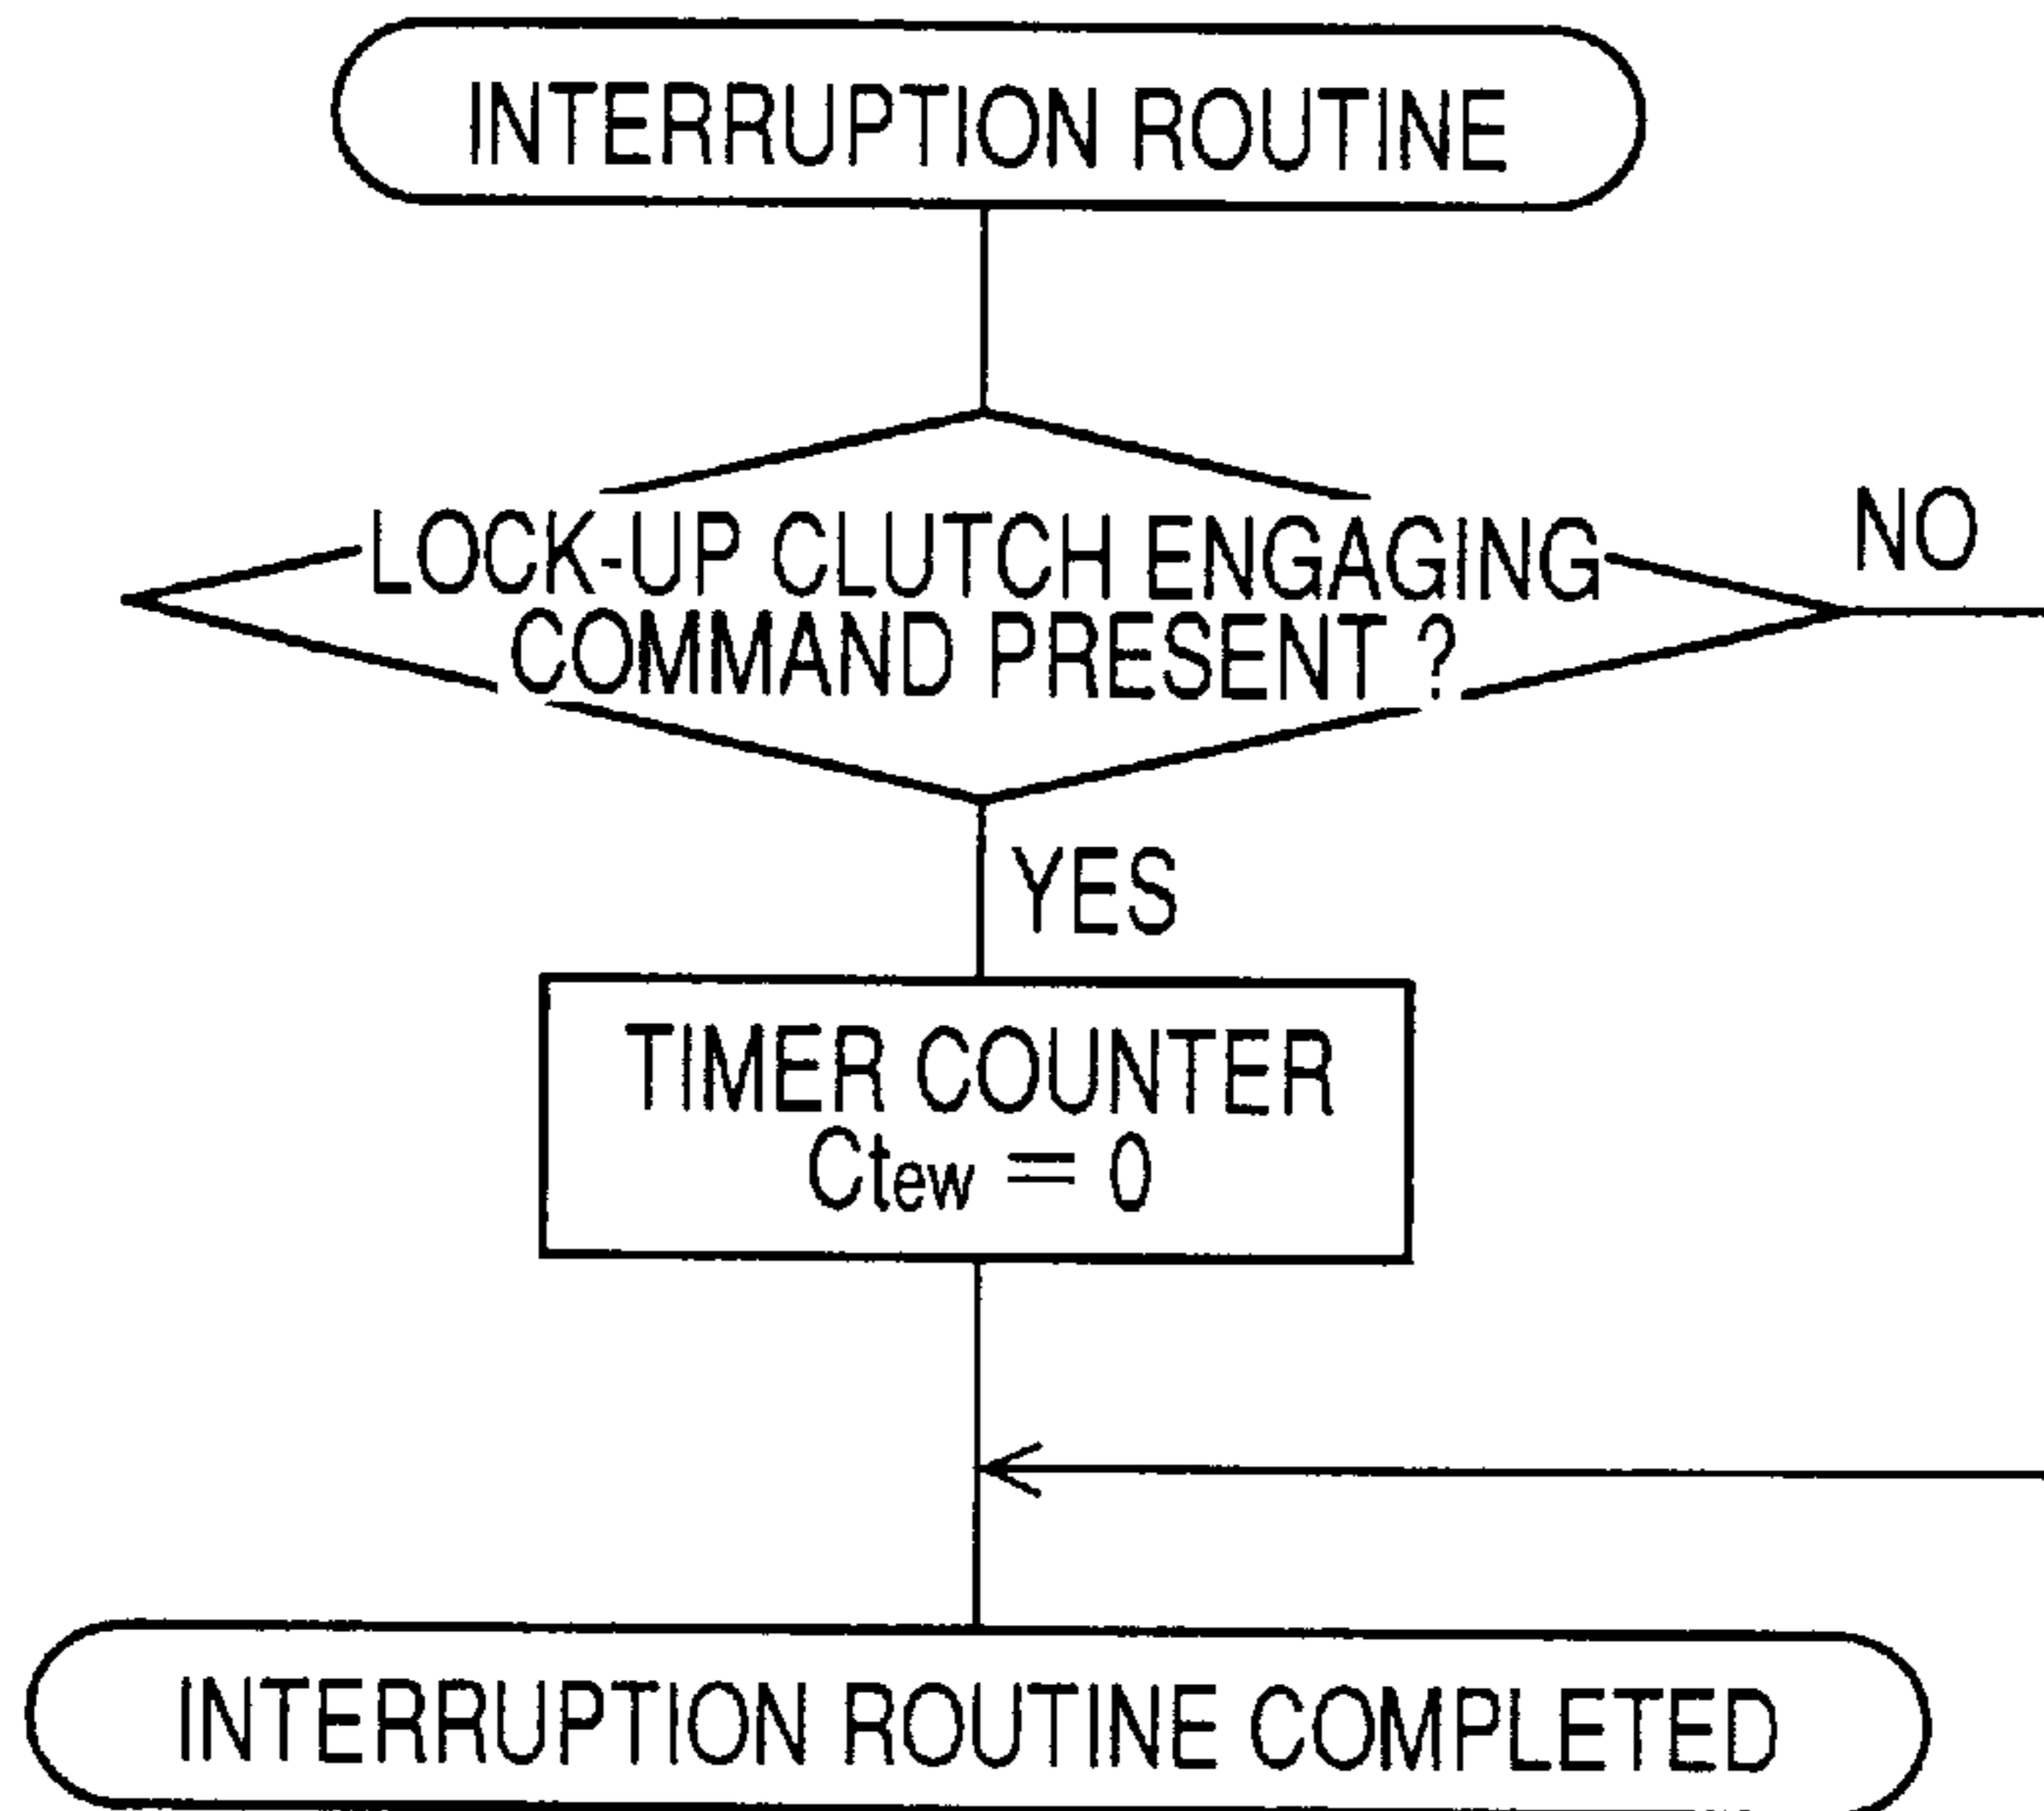 INTERRUPTION ROUTINE
LOCK-UP CLUTCH ENGAGING
COMMAND PRESENT ?
NO
YES
TIMER COUNTER
Ctew = 0
INTERRUPTION ROUTINE COMPLETED